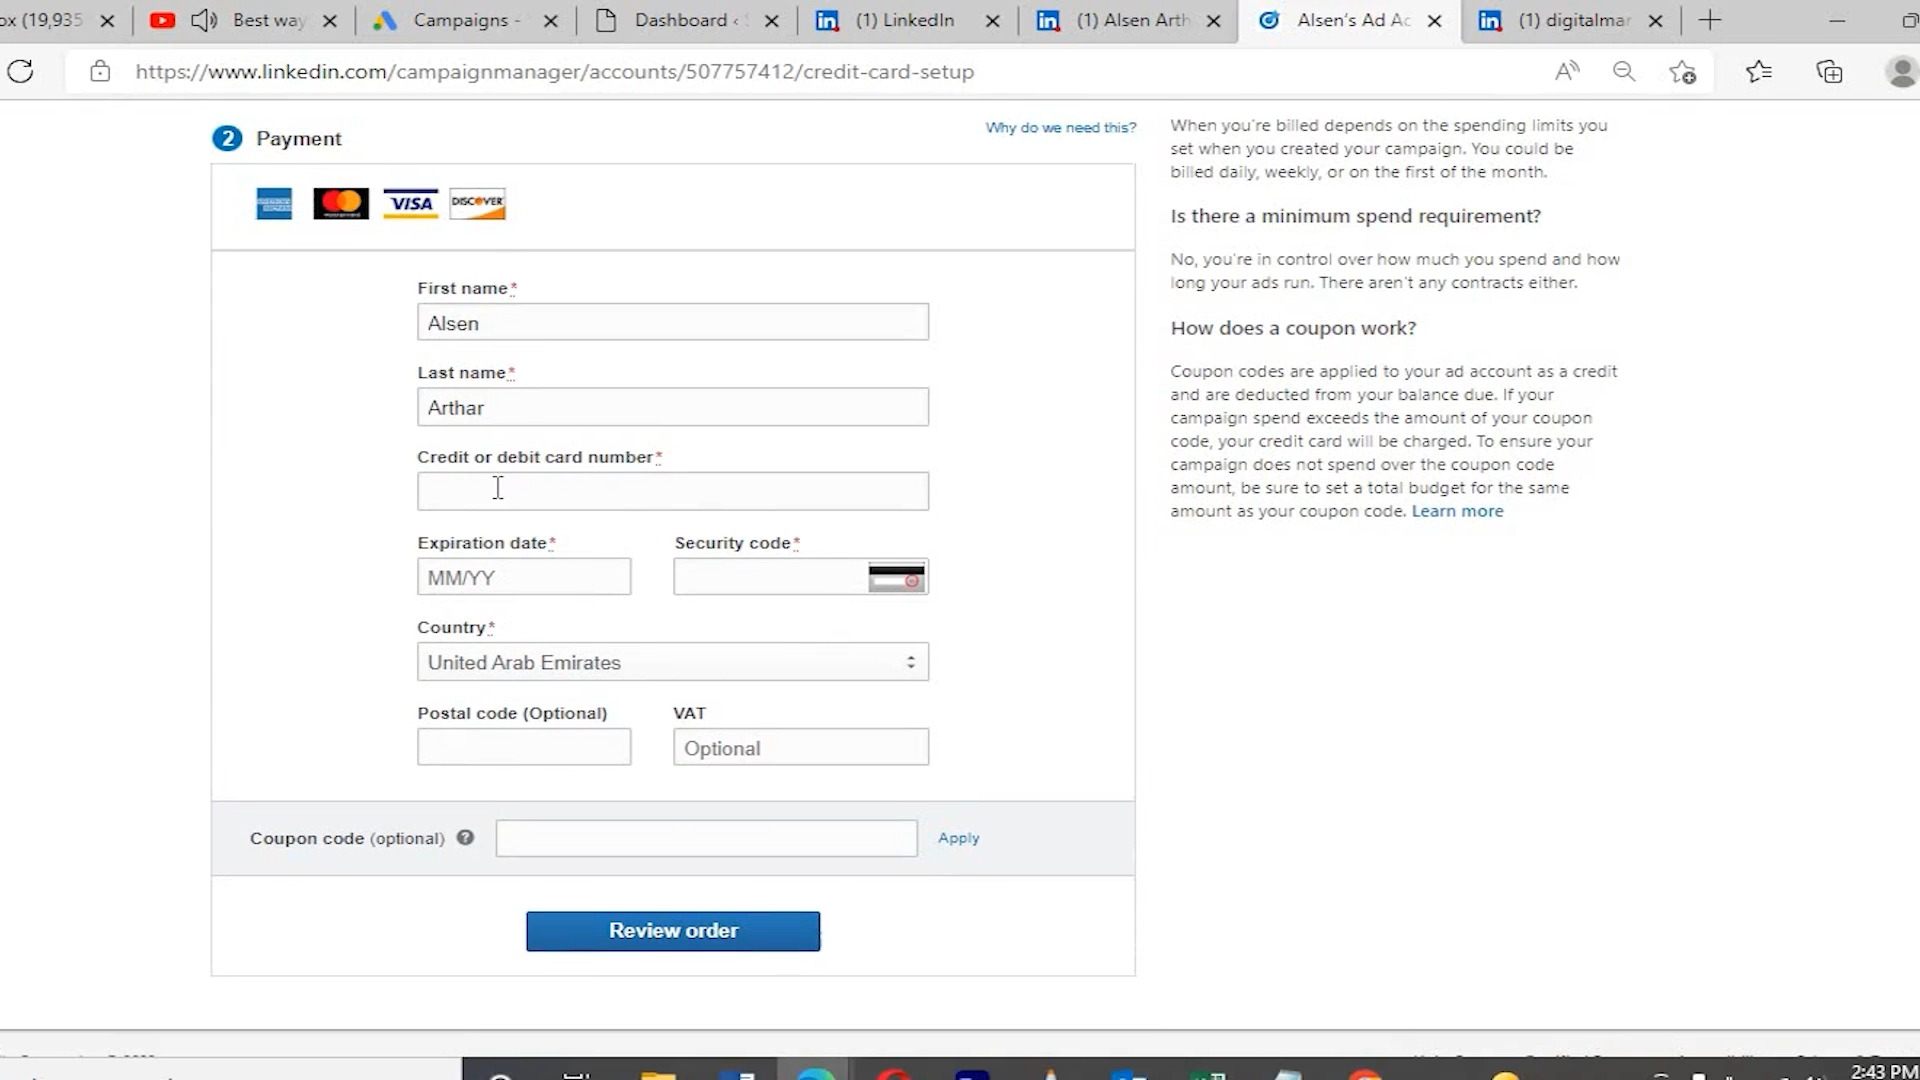 ox (19,935
Best way
Campaigns -
Dashboard ‹
(1) LinkedIn
(1) Alsen Arth
Alsen's Ad Ac
(1) digitalmar
https://www.linkedin.com/campaignmanager/accounts/507757412/credit-card-setup
2 Payment
Why do we need this?
VISA
DISCOVER
First name*
Alsen
Last name*
Arthar
Credit or debit card number*
Expiration date*
Security code*
MM/YY
Country*
United Arab Emirates
Postal code (Optional)
VAT
Optional
Coupon code (optional)
Apply
Review order
When you're billed depends on the spending limits you
set when you created your campaign. You could be
billed daily, weekly, or on the first of the month.
Is there a minimum spend requirement?
No, you're in control over how much you spend and how
long your ads run. There aren't any contracts either.
How does a coupon work?
Coupon codes are applied to your ad account as a credit
and are deducted from your balance due. If your
campaign spend exceeds the amount of your coupon
code, your credit card will be charged. To ensure your
campaign does not spend over the coupon code
amount, be sure to set a total budget for the same
amount as your coupon code. Learn more
2:43 PM